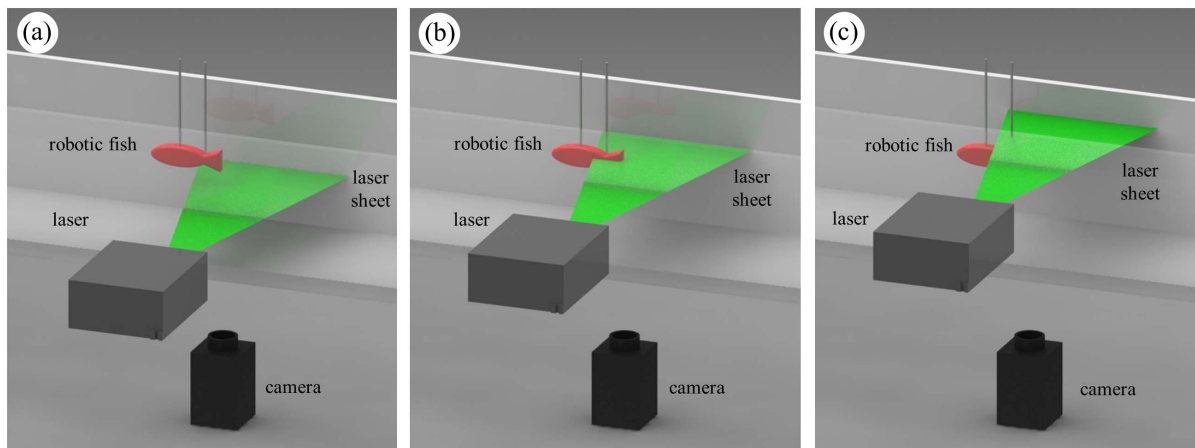 (a)
robotic fish
laser
sheet
laser
camera
(b)
robotic fish
laser
sheet
laser
camera
(c)
robotic fish
laser
sheet
laser
camera